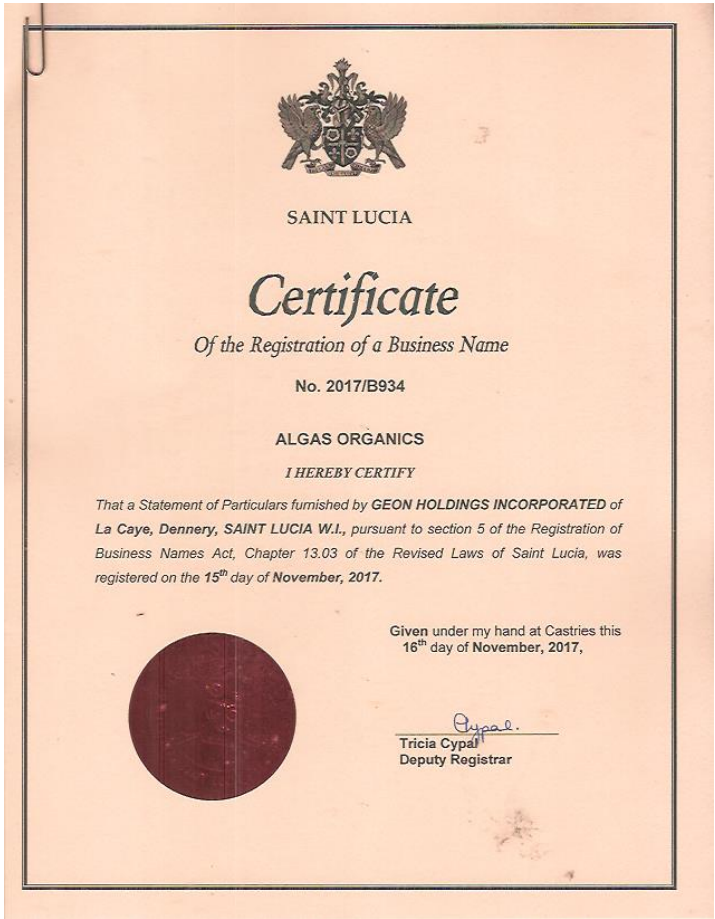 SAINT LUCIA
Certificate
Of the Registration of a Business Name
No. 2017/B934
ALGAS ORGANICS
I HEREBY CERTIFY
That a Statement of Particulars furnished by GEON HOLDINGS INCORPORATED of
La Caye, Dennery, SAINT LUCIA W.I., pursuant to section 5 of the Registration of
Business Names Act, Chapter 13.03 of the Revised Laws of Saint Lucia, was
registered on the 15th day of November, 2017.
Given under my hand at Castries this
16th day of November, 2017,
Cypal.
Tricia Cypal
Deputy Registrar